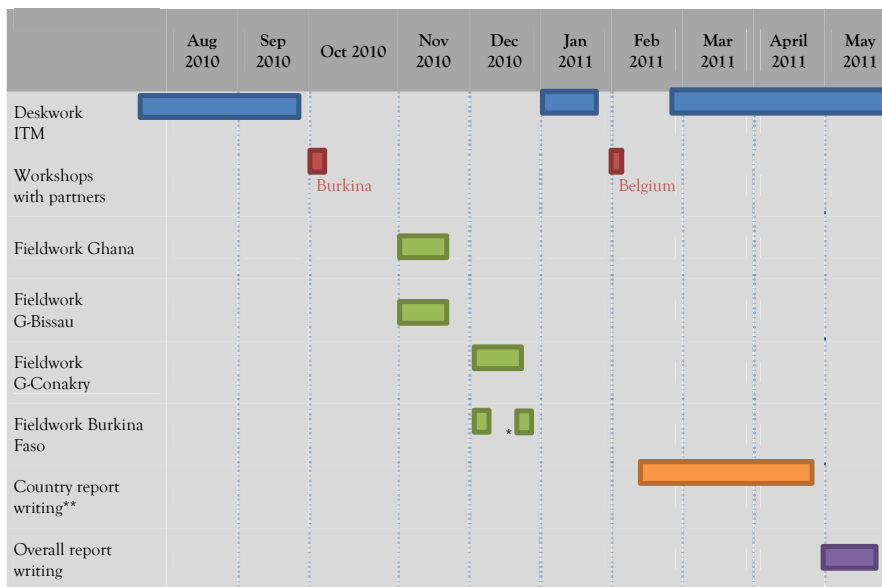 Aug 2010
Sep 2010
Oct 2010
Nov 2010
Dec 2010
Jan 2011
Feb 2011
Mar 2011
April 2011
May 2011
Deskwork
ITM
Workshops
with partners
Burkina
Belgium
Fieldwork Ghana
Fieldwork
G-Bissau
Fieldwork
G-Conakry
Fieldwork Burkina
Faso
*
Country report
writing**
Overall report
writing